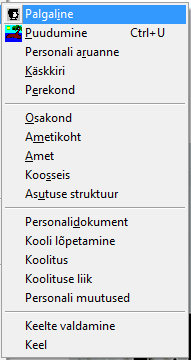 Palgaline
Puudumine Ctrl+U
Personali aruanne
Käskkiri
Perekond
Osakond
Ametikoht
Amet
Koosseis
Asutuse struktuur
Personalidokument
Kooli lõpetamine
Koolitus
Koolituse liik
Personali muutused
Keelte valdamine
Keel